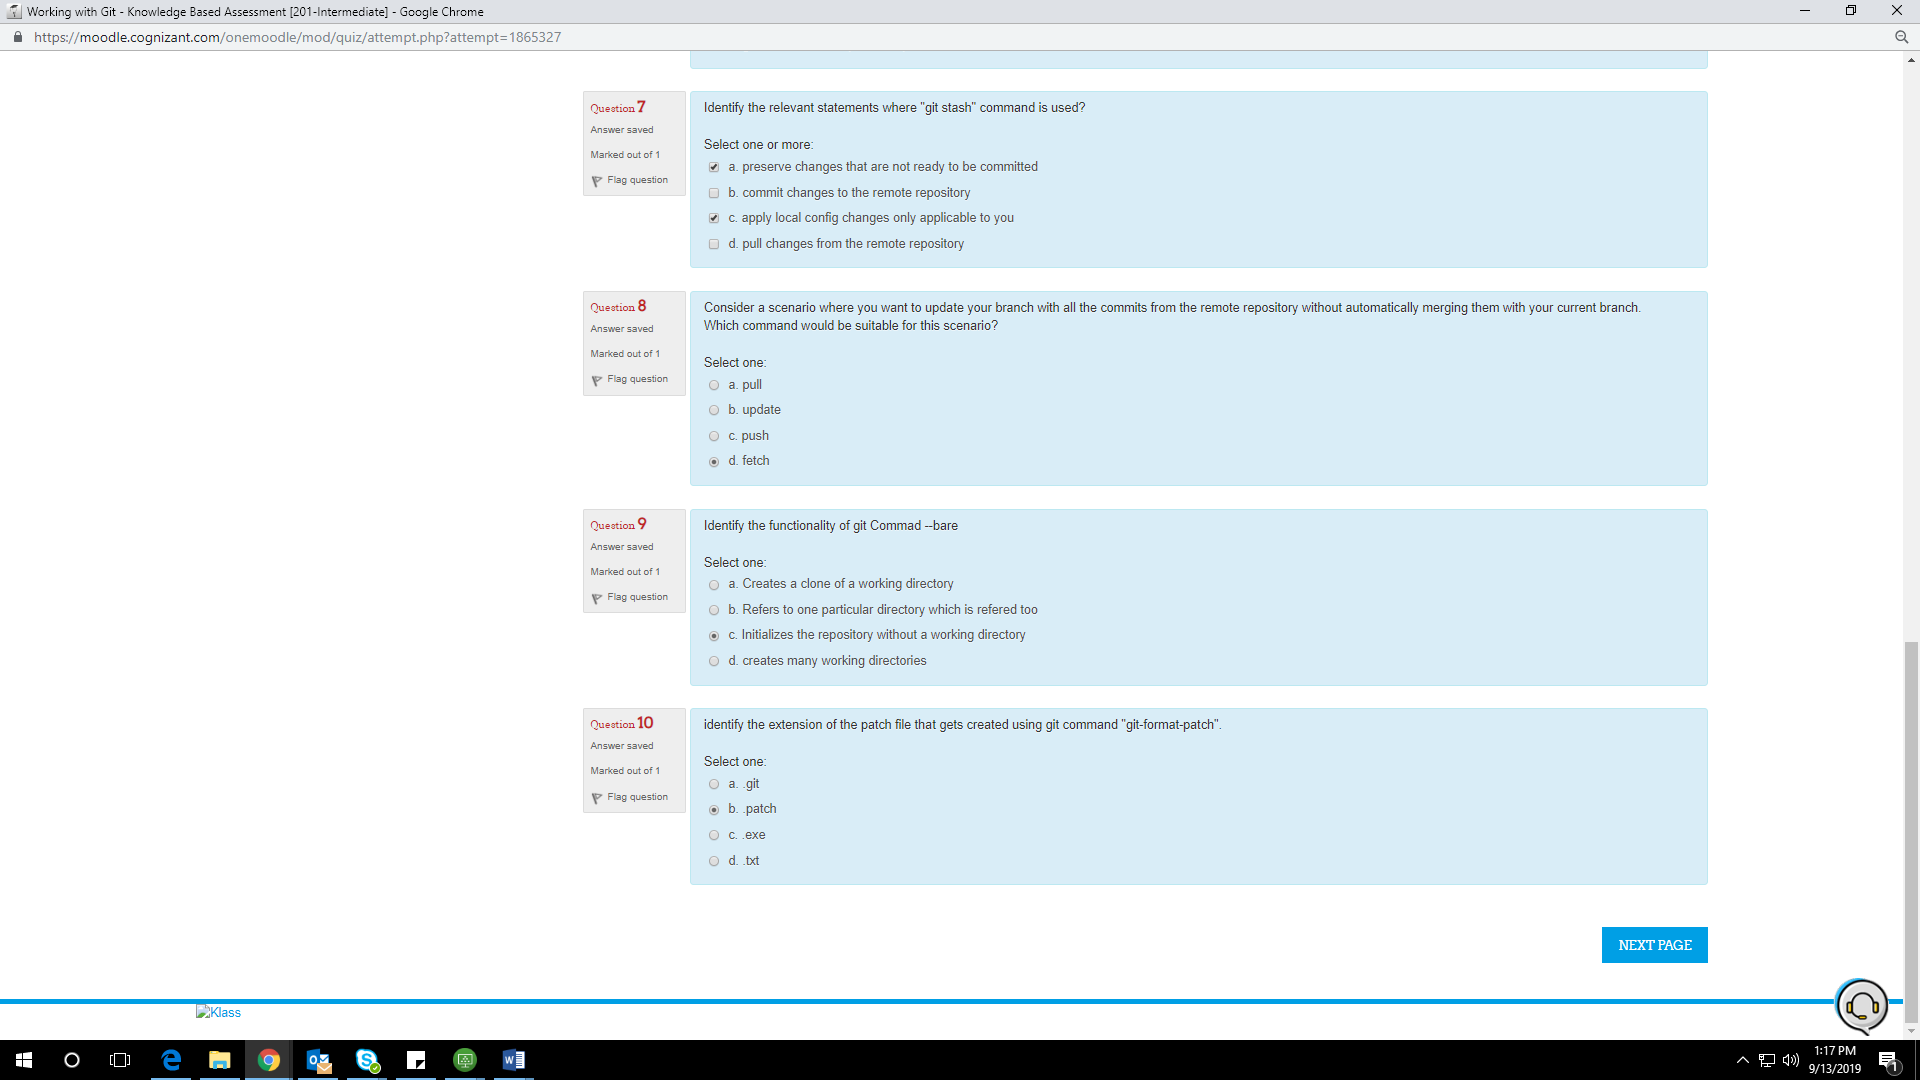 Working with Git - Knowledge Based Assessment [201-Intermediate] - Google Chrome
https://moodle.cognizant.com/onemoodle/mod/quiz/attempt.php?attempt=1865327
Question 7
Answer saved
Marked out of 1
Flag question
Identify the relevant statements where "git stash" command is used?
Select one or more:
a. preserve changes that are not ready to be committed
b. commit changes to the remote repository
c. apply local config changes only applicable to you
d. pull changes from the remote repository
Question 8
Answer saved
Marked out of 1
Flag question
Consider a scenario where you want to update your branch with all the commits from the remote repository without automatically merging them with your current branch.
Which command would be suitable for this scenario?
Select one:
a. pull
b. update
c. push
d. fetch
Question 9
Answer saved
Marked out of 1
Flag question
Identify the functionality of git Commad --bare
Select one:
a. Creates a clone of a working directory
b. Refers to one particular directory which is refered too
c. Initializes the repository without a working directory
d. creates many working directories
Question 10
Answer saved
Marked out of 1
Flag question
identify the extension of the patch file that gets created using git command "git-format-patch".
Select one:
a. .git
b. .patch
c. .exe
d. .txt
NEXT PAGE
Klass
1:17 PM
9/13/2019
1